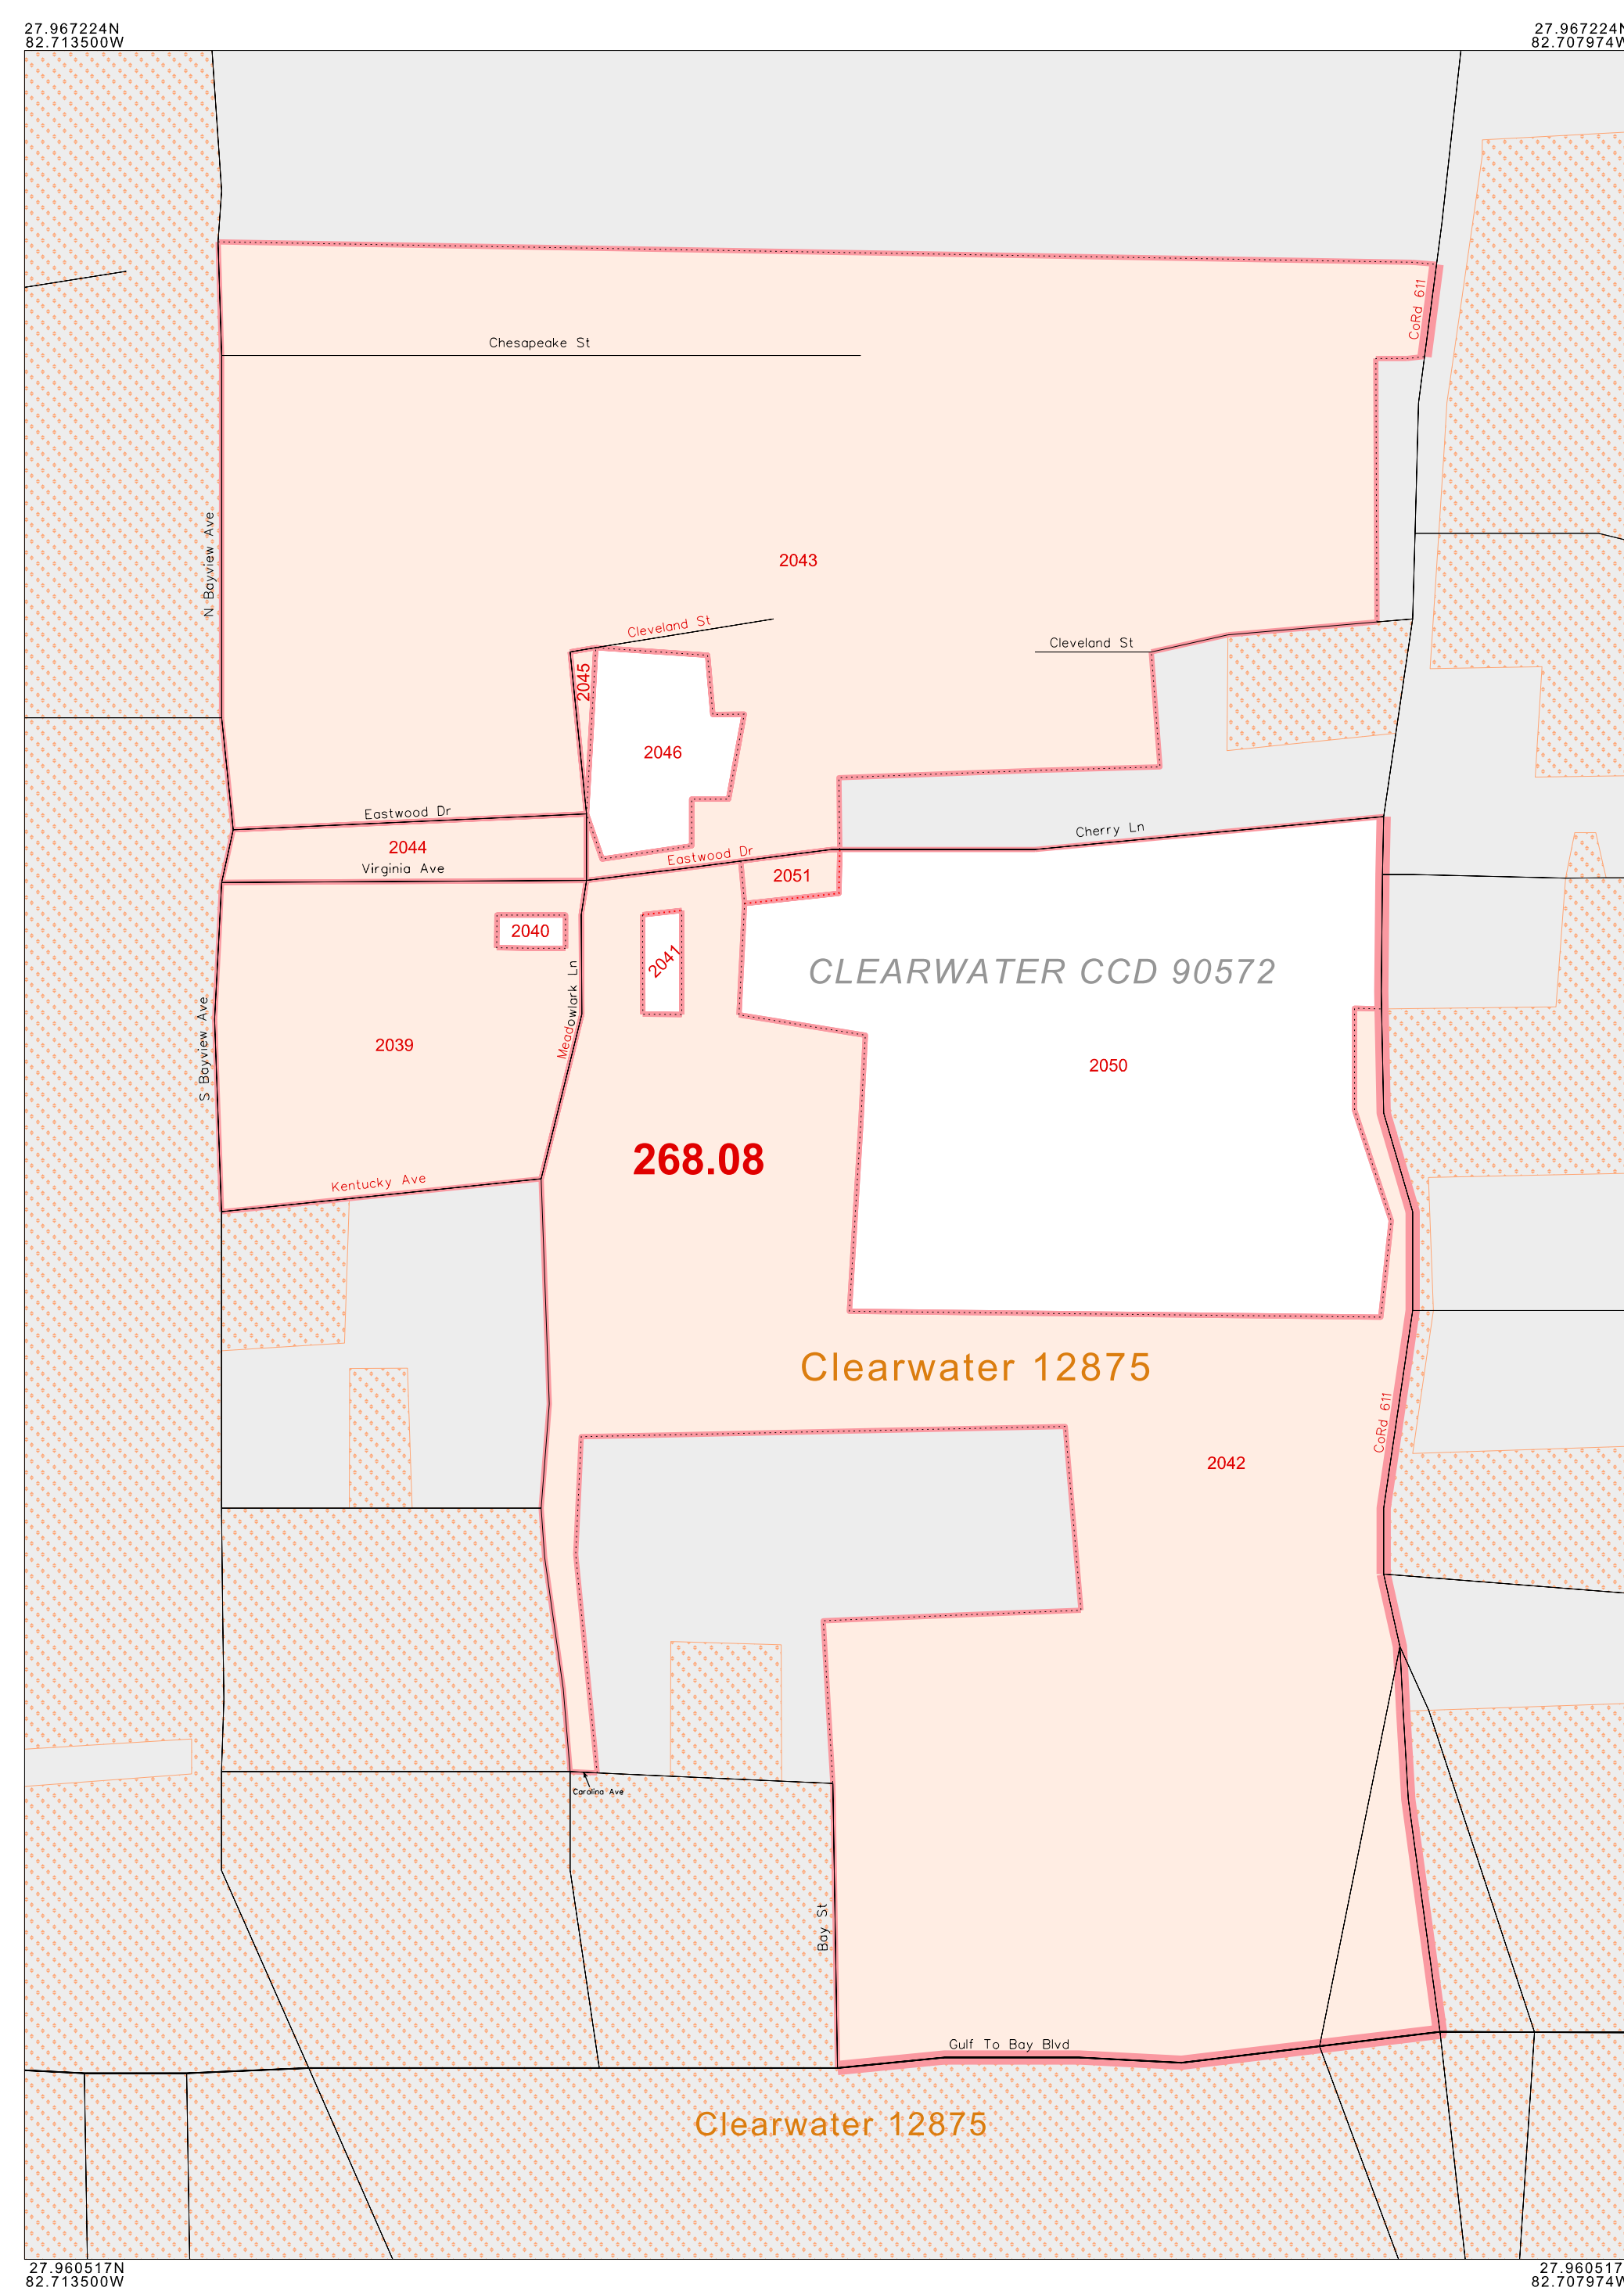 27.967224N
82.713500W
27.967224N
82.707974W
CoRd 611
Chesapeake St
N Bayview Ave
2043
Cleveland St
Cleveland St
2045
2046
Eastwood Dr
Cherry Ln
2044
Eastwood Dr
Virginia Ave
2051
2040
2041
CLEARWATER CCD 90572
Meadowlark Ln
S Bayview Ave
2039
2050
268.08
Kentucky Ave
Clearwater 12875
CoRd 611
2042
Carolina Ave
Bay St
Gulf To Bay Blvd
Clearwater 12875
27.960517N
82.713500W
27.960517
82.707974W